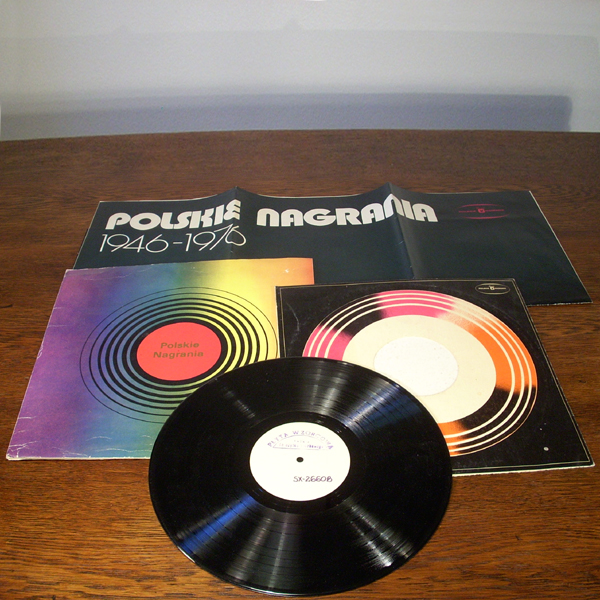 POLSKIE NAGRANIA
1946-1976
Polskie
Nagrania
SX-2660B